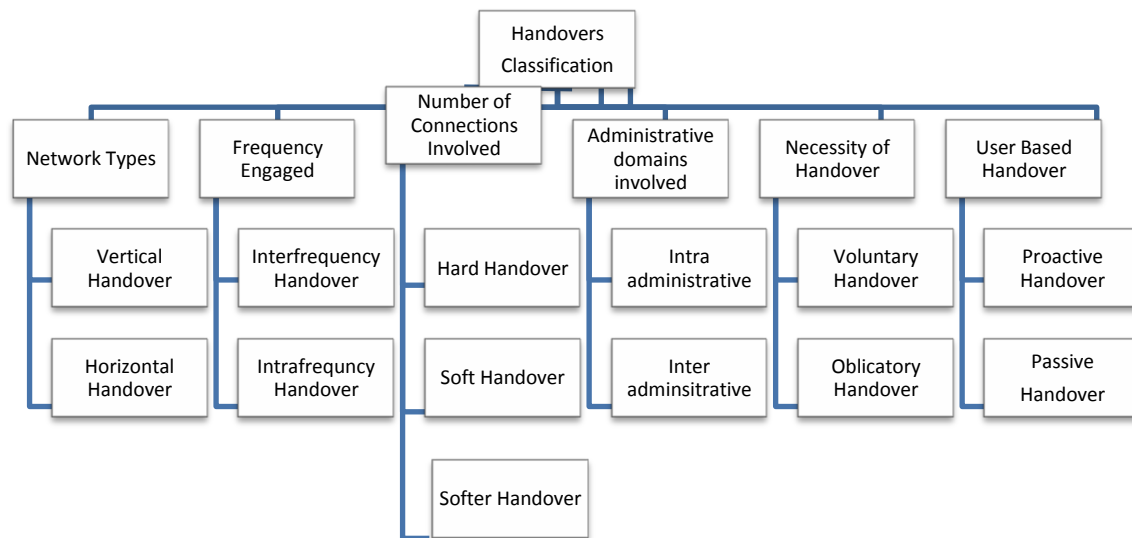 Handovers
Classification
Number of
Connections
Involved
Network Types
Frequency
Engaged
Administrative
domains
involved
Necessity of
Handover
User Based
Handover
Vertical
Handover
Interfrequency
Handover
Hard Handover
Intra
administrative
Voluntary
Handover
Proactive
Handover
Horizontal
Handover
Intrafrequncy
Handover
Soft Handover
Inter
adminsitrative
Oblicatory
Handover
Passive
Handover
Softer Handover